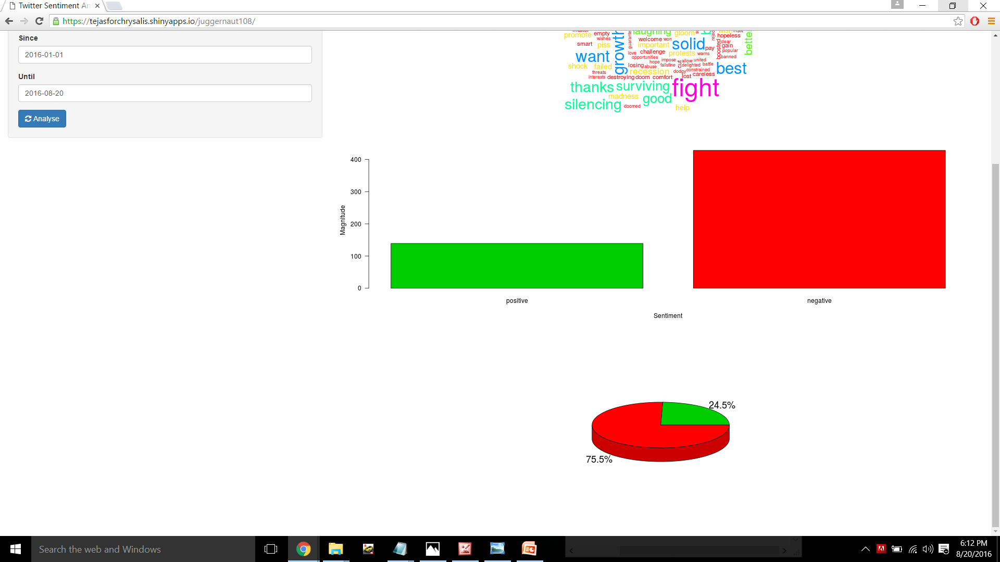 Twitter Sentiment An
https://tejasforchrysalis.shinyapps.io/juggernaut108/
Since
2016-01-01
Until
2016-08-20
Analyse
promote empty laughing gloom wish risk
wishes welcome won hopeless
smart piss growth important solid pay boosted clear gain better
want love challenge protests warns popular
opportunities banned
shock failed losing hope impose allow united
abuse failsfine cut delighted battle best
threats recession dodgy constrained
interests destroying doom comfort lost careless
thanks surviving fight
madness good
silencing doomed help
400
300
200
100
0
Magnitude
positive
negative
Sentiment
24.5%
75.5%
Search the web and Windows
6:12 PM
8/20/2016